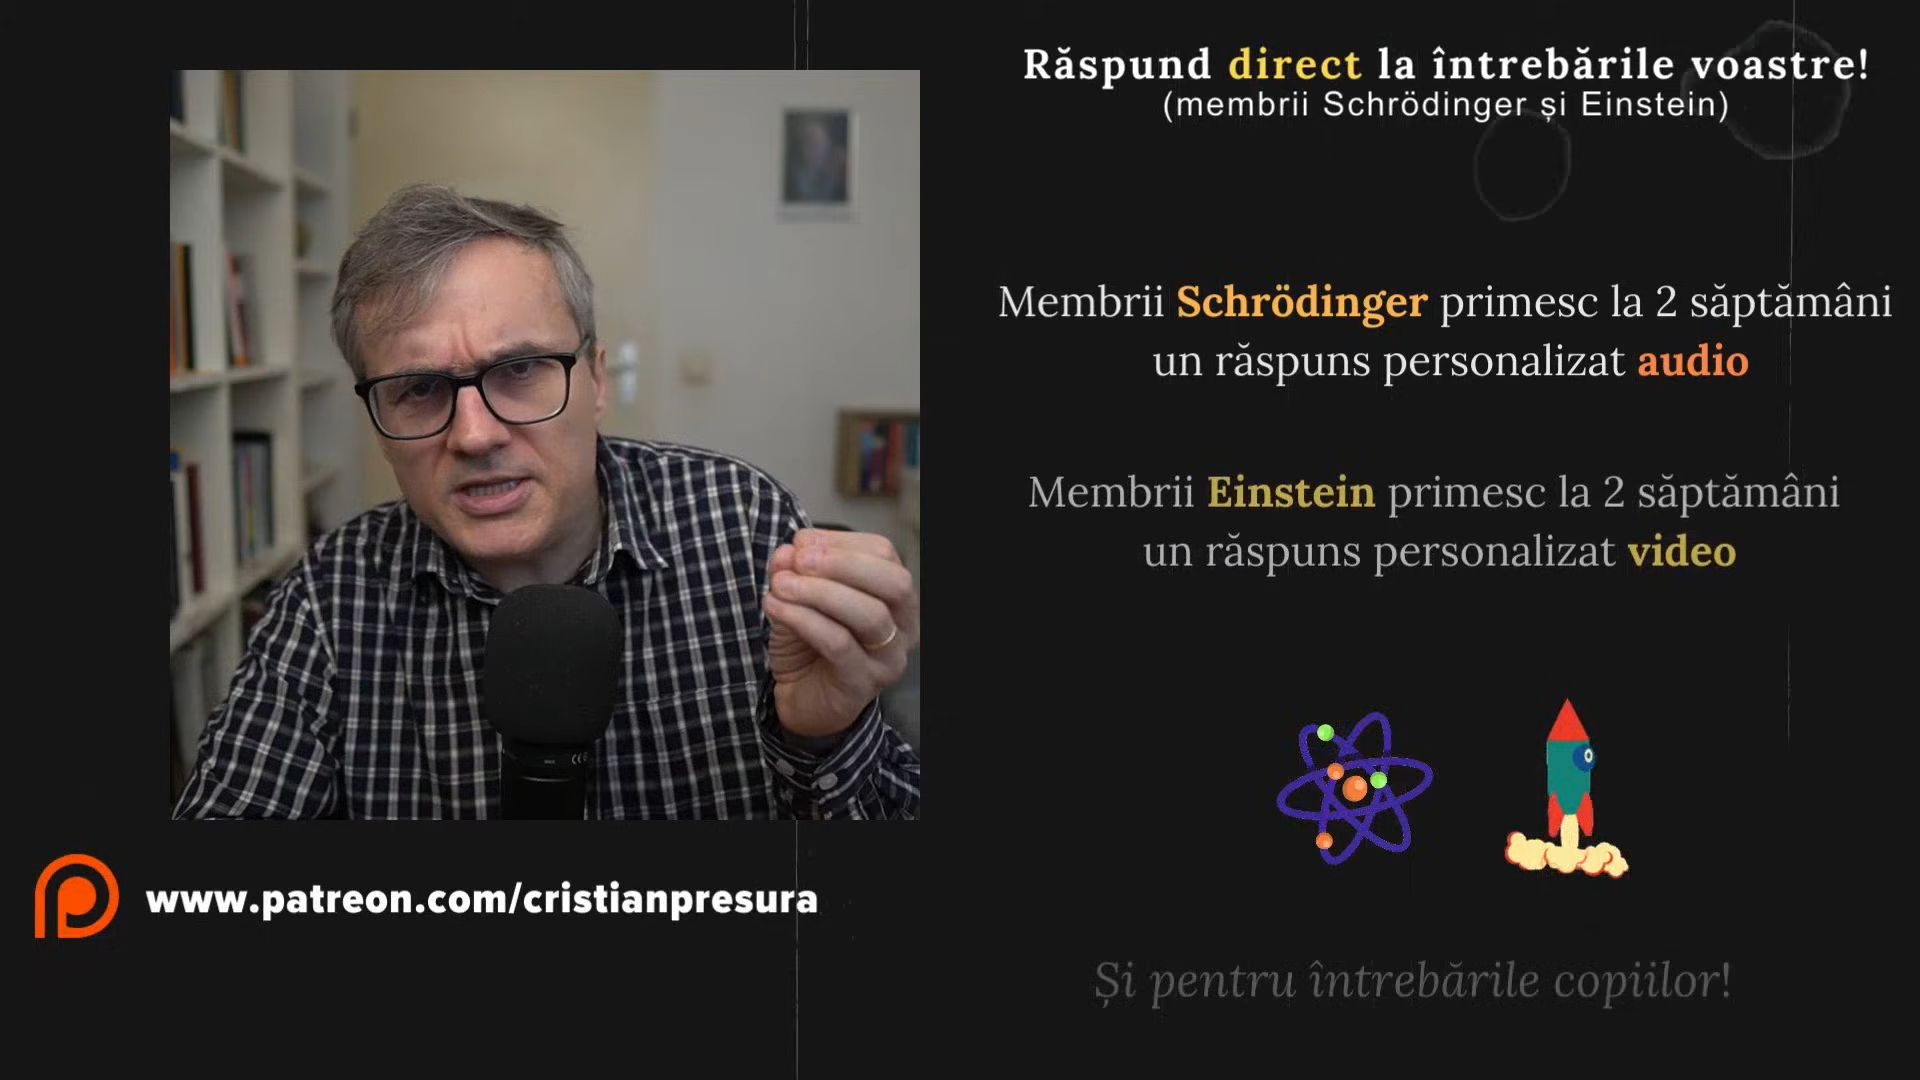 Răspund direct la întrebările voastre!
(membrii Schrödinger și Einstein)
Membrii Schrödinger primesc la 2 săptămâni
un răspuns personalizat audio
Membrii Einstein primesc la 2 săptămâni
un răspuns personalizat video
www.patreon.com/cristianpresura
Și pentru întrebările copiilor!